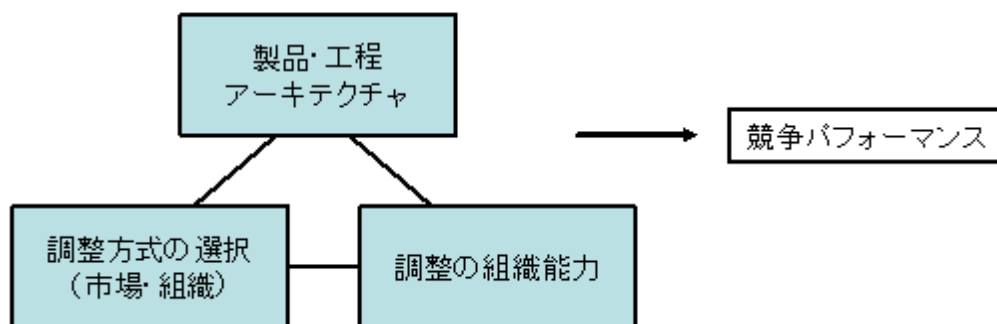 製品・工程
アーキテクチャ
競争パフォーマンス
調整方式の選択
(市場・組織)
調整の組織能力